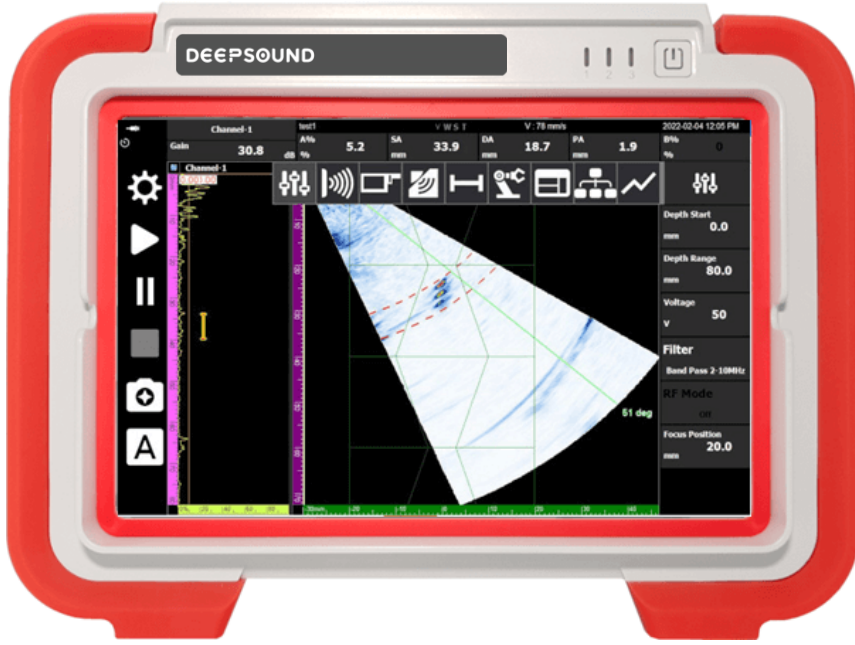 DEEPSOUND
1 2 3
Channel-1
test1
V W S T
V : 78 mm/s
2022-02-04 12:05 PM
Gain
30.8
dB
A%
%
5.2
SA
mm
33.9
DA
mm
18.7
PA
mm
1.9
B%
%
0
Channel-1
Depth Start
mm
0.0
Depth Range
mm
80.0
Voltage
V
50
Filter
Band Pass 2-10MHz
RF Mode
Off
Focus Position
mm
20.0
A
51 deg